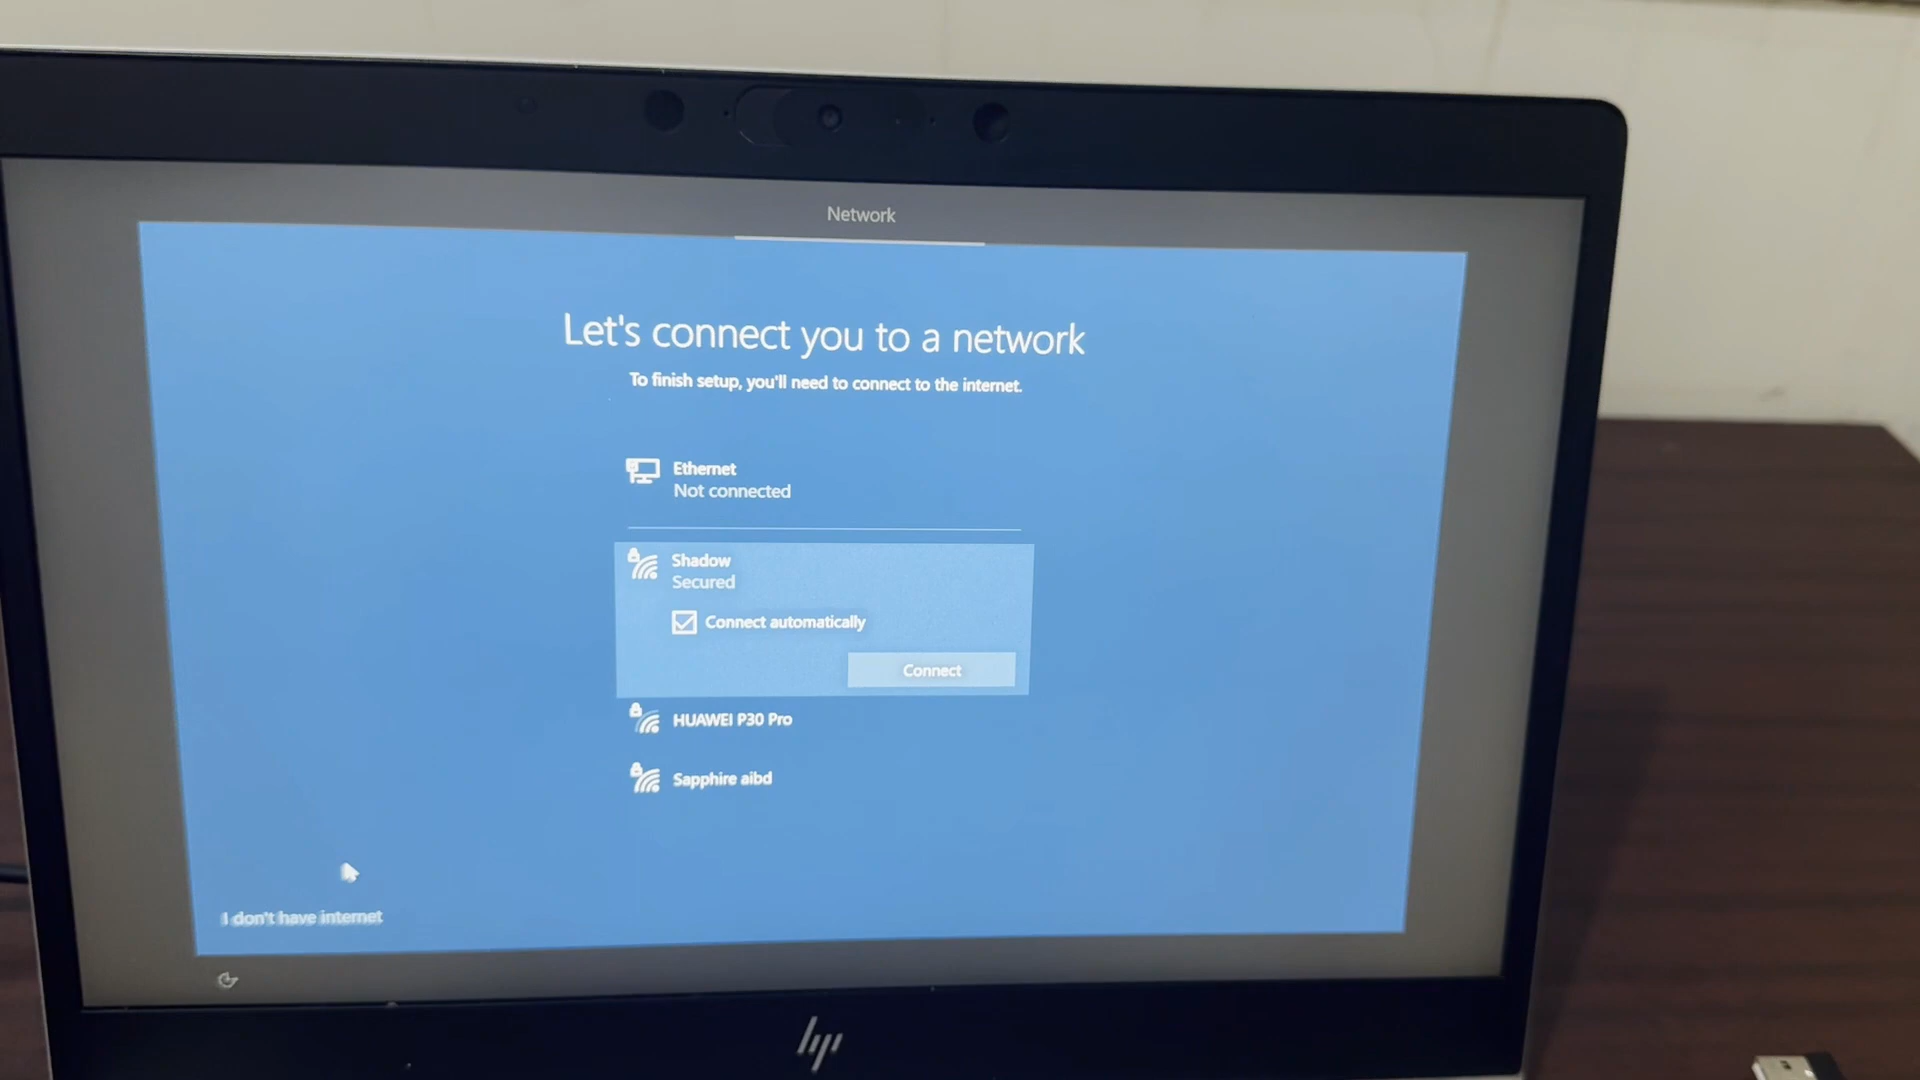 Network
Let's connect you to a network
To finish setup, you'll need to connect to the internet.
Ethernet
Not connected
Shadow
Secured
Connect automatically
Connect
HUAWEI P30 Pro
Sapphire aibd
I don't have internet
hp